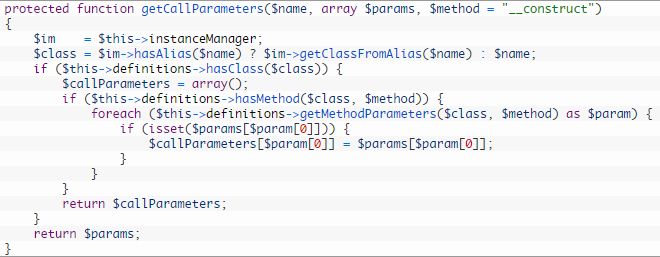 protected function getCallParameters($name, array $params, $method = "__construct")
{
    $im    = $this->instanceManager;
    $class = $im->hasAlias($name) ? $im->getClassFromAlias($name) : $name;
    if ($this->definitions->hasClass($class)) {
        $callParameters = array();
        if ($this->definitions->hasMethod($class, $method)) {
            foreach ($this->definitions->getMethodParameters($class, $method) as $param) {
                if (isset($params[$param[0]])) {
                    $callParameters[$param[0]] = $params[$param[0]];
                }
            }
        }
        return $callParameters;
    }
    return $params;
}